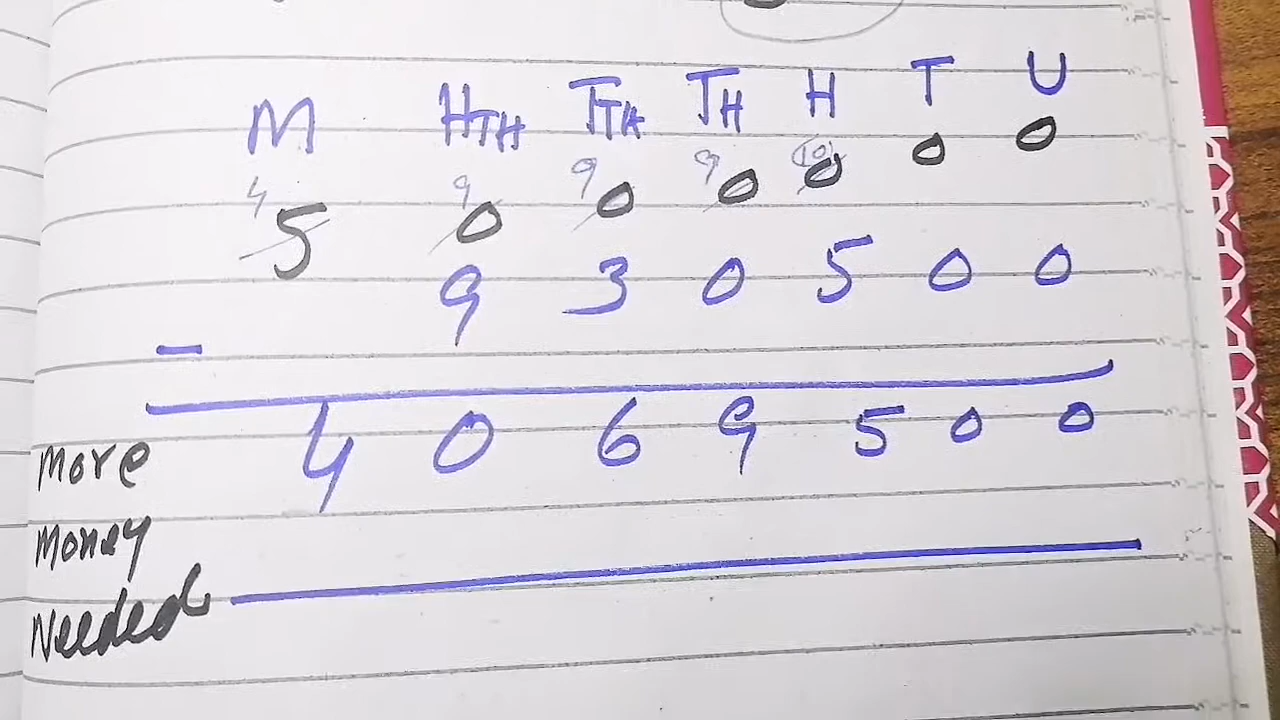 M HTH TTH TH H T U
4 9 9 9 10
5 0 0 0 0 0 0
9 3 0 5 0 0
-
4 0 6 9 5 0 0
More
Money
Needed